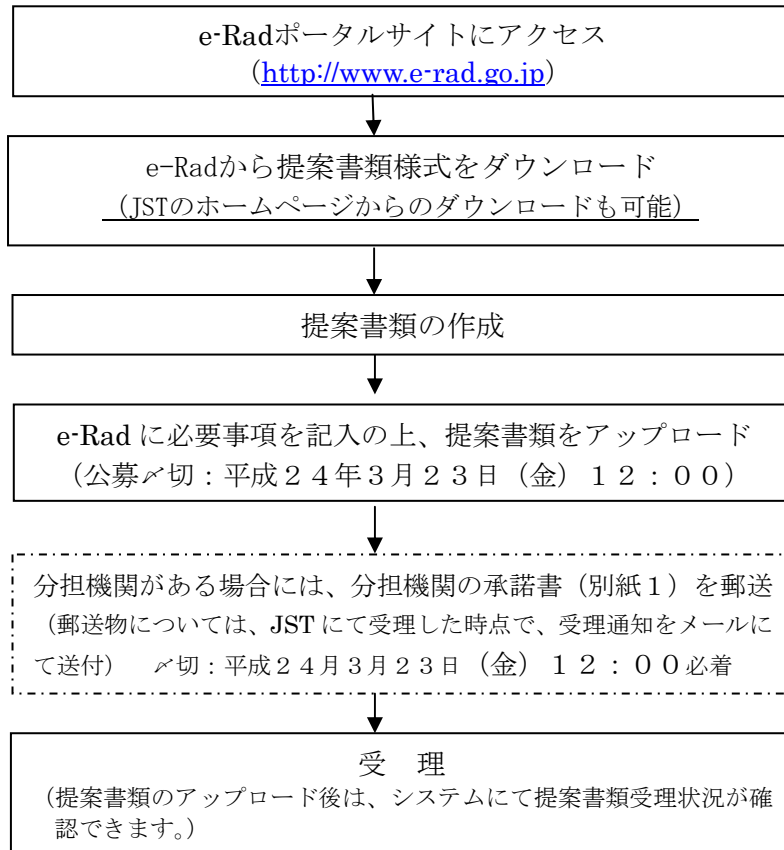 e-Radポータルサイトにアクセス
(http://www.e-rad.go.jp)
e-Radから提案書類様式をダウンロード
（JSTのホームページからのダウンロードも可能）
提案書類の作成
e-Rad に必要事項を記入の上、提案書類をアップロード
（公募〆切：平成２４年３月２３日（金）１２：００）
分担機関がある場合には、分担機関の承諾書（別紙１）を郵送
（郵送物については、JST にて受理した時点で、受理通知をメールに
て送付） 〆切：平成２４月３月２３日（金）１２：００必着
受 理
（提案書類のアップロード後は、システムにて提案書類受理状況が確
認できます。）